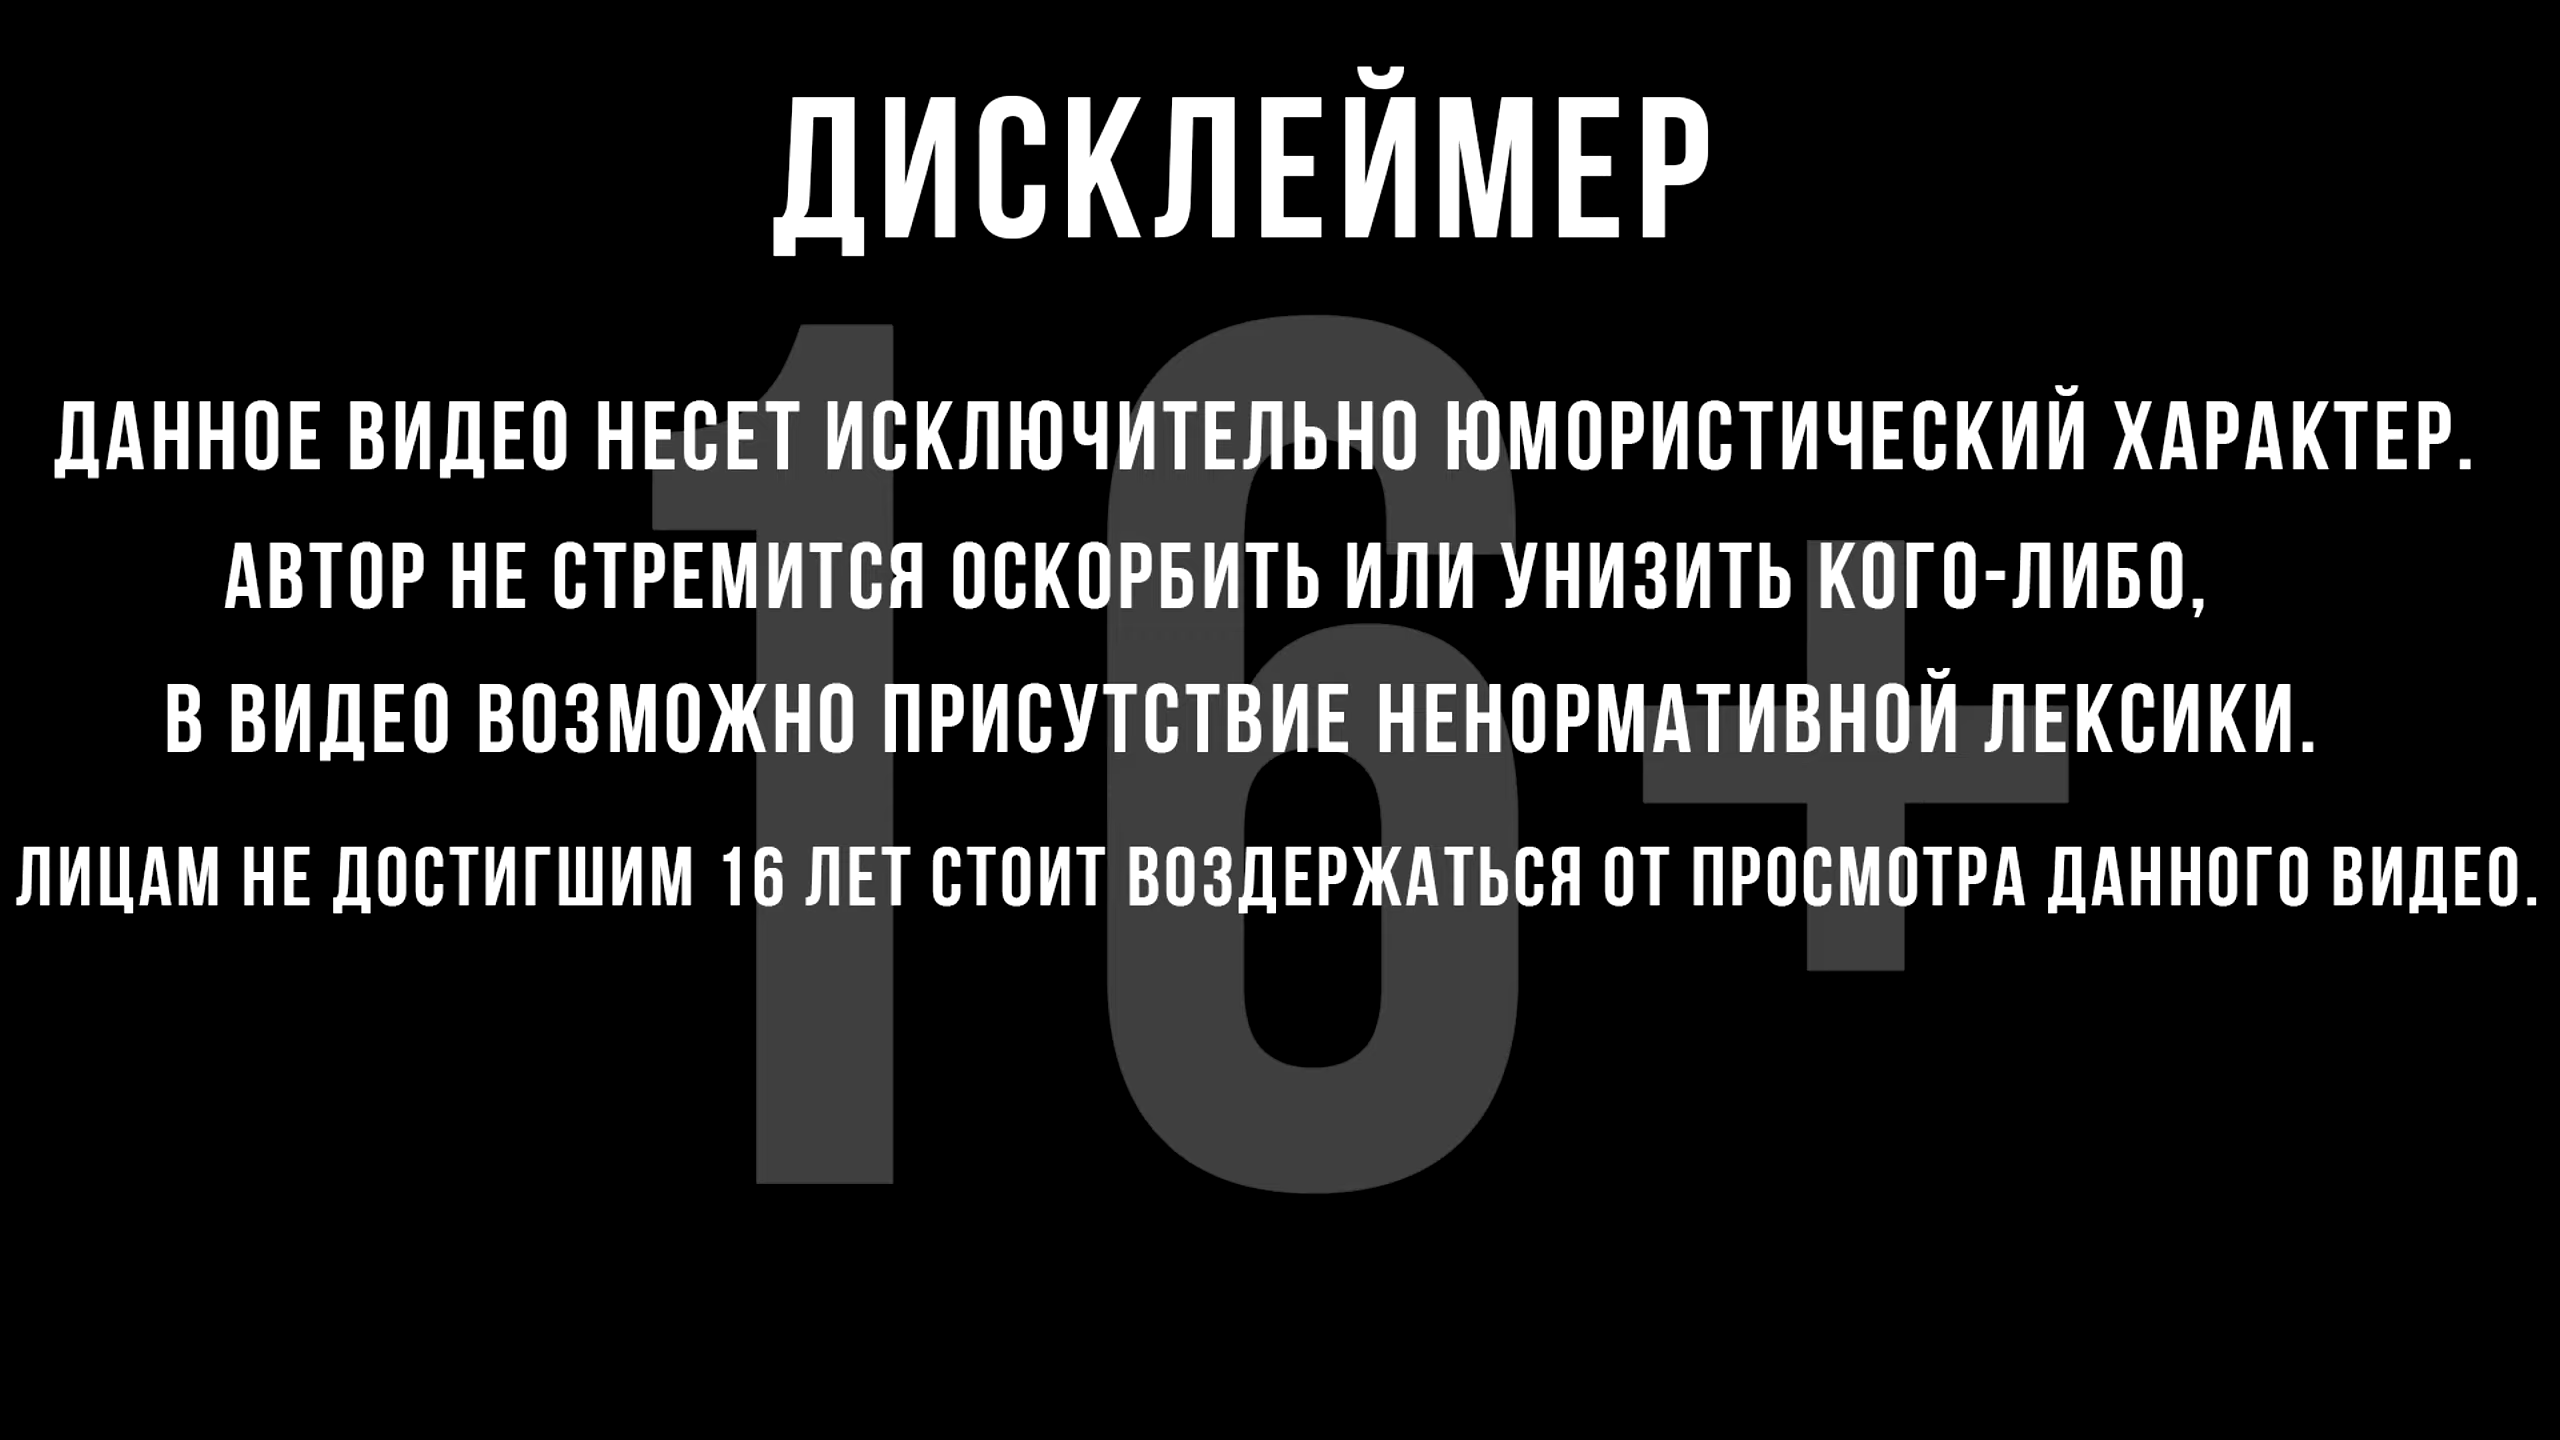 ДИСКЛЕЙМЕР
ДАННОЕ ВИДЕО НЕСЕТ ИСКЛЮЧИТЕЛЬНО ЮМОРИСТИЧЕСКИЙ ХАРАКТЕР.
АВТОР НЕ СТРЕМИТСЯ ОСКОРБИТЬ ИЛИ УНИЗИТЬ КОГО-ЛИБО,
В ВИДЕО ВОЗМОЖНО ПРИСУТСТВИЕ НЕНОРМАТИВНОЙ ЛЕКСИКИ.
ЛИЦАМ НЕ ДОСТИГШИМ 16 ЛЕТ СТОИТ ВОЗДЕРЖАТЬСЯ ОТ ПРОСМОТРА ДАННОГО ВИДЕО.
16+